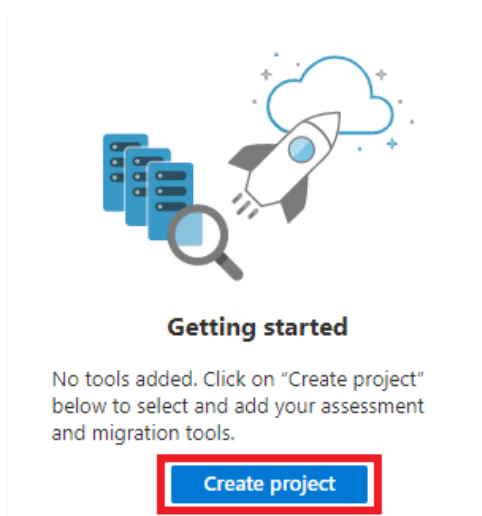 Getting started
No tools added. Click on “Create project”
below to select and add your assessment
and migration tools.
Create project